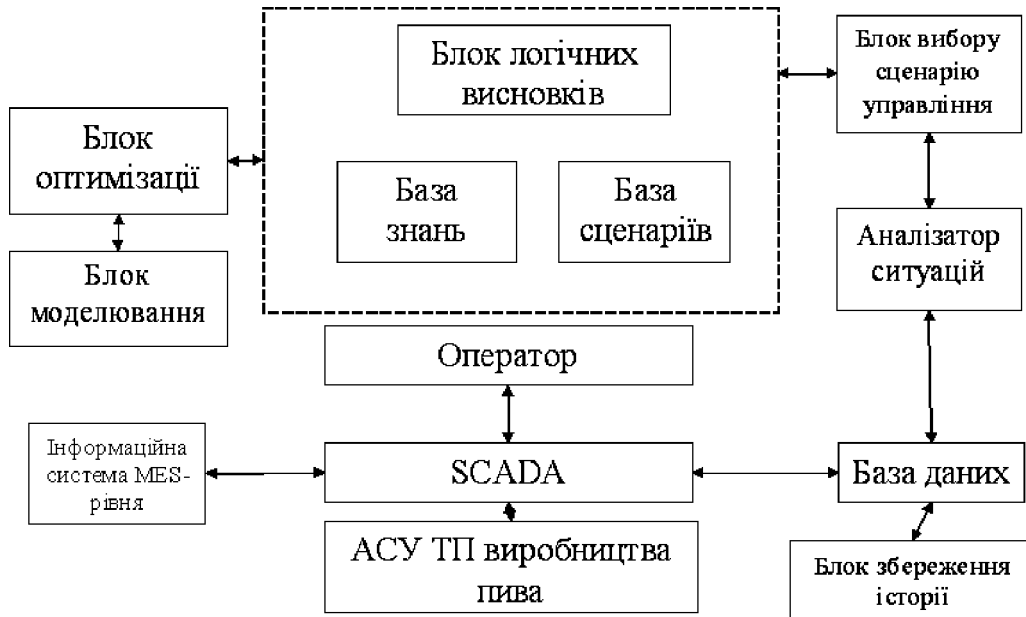 Блок логічних
висновків
Блок вибору
сценарію
управління
Блок
оптимізації
База
знань
База
сценаріїв
Аналізатор
ситуацій
Блок
моделювання
Оператор
Інформаційна
система MES-
рівня
SCADA
База даних
АСУ ТП виробництва
пива
Блок збереження
історії